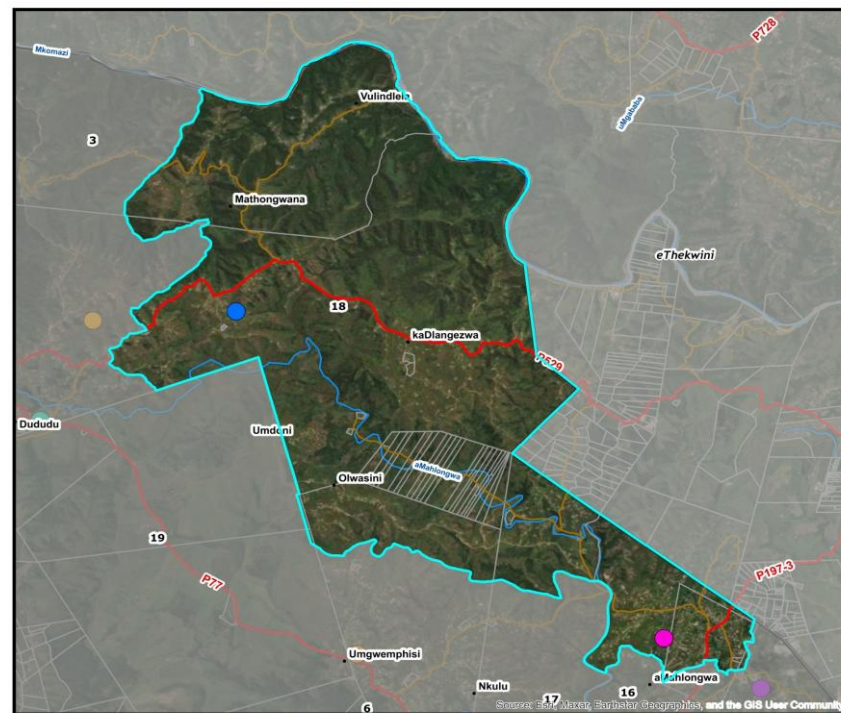 P728
Mkomazi
Vulindlela
uMgababa
3
Mathongwana
eThekwini
18
kaDlangezwa
P529
Dududu
Umdoni
aMahlongwa
Olwasini
19
P77
P197-3
Umgwemphisi
aMahlongwa
Nkulu
16
17
6
Source: Esri, Maxar, Earthstar Geographics, and the GIS User Community